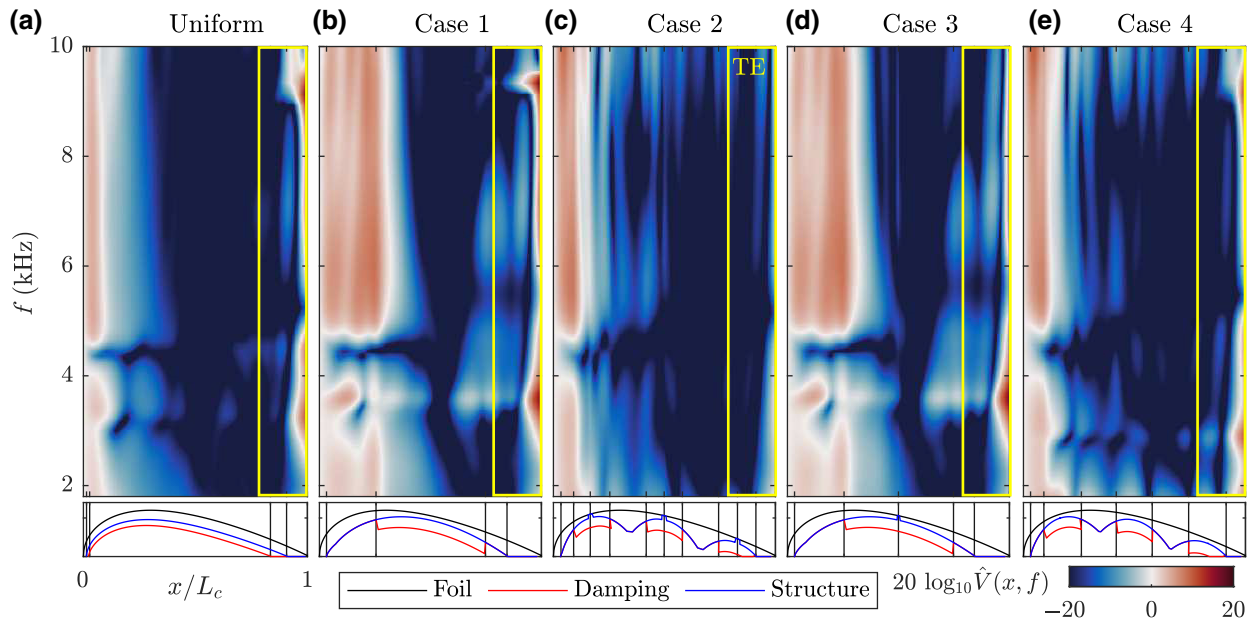 (a) Uniform (b) Case 1 (c) Case 2 (d) Case 3 (e) Case 4
10
TE
8
6
4
2
f (kHz)
0 x/L_c 1
Foil Damping Structure
20 log₁₀ V̂(x, f)
−20 0 20